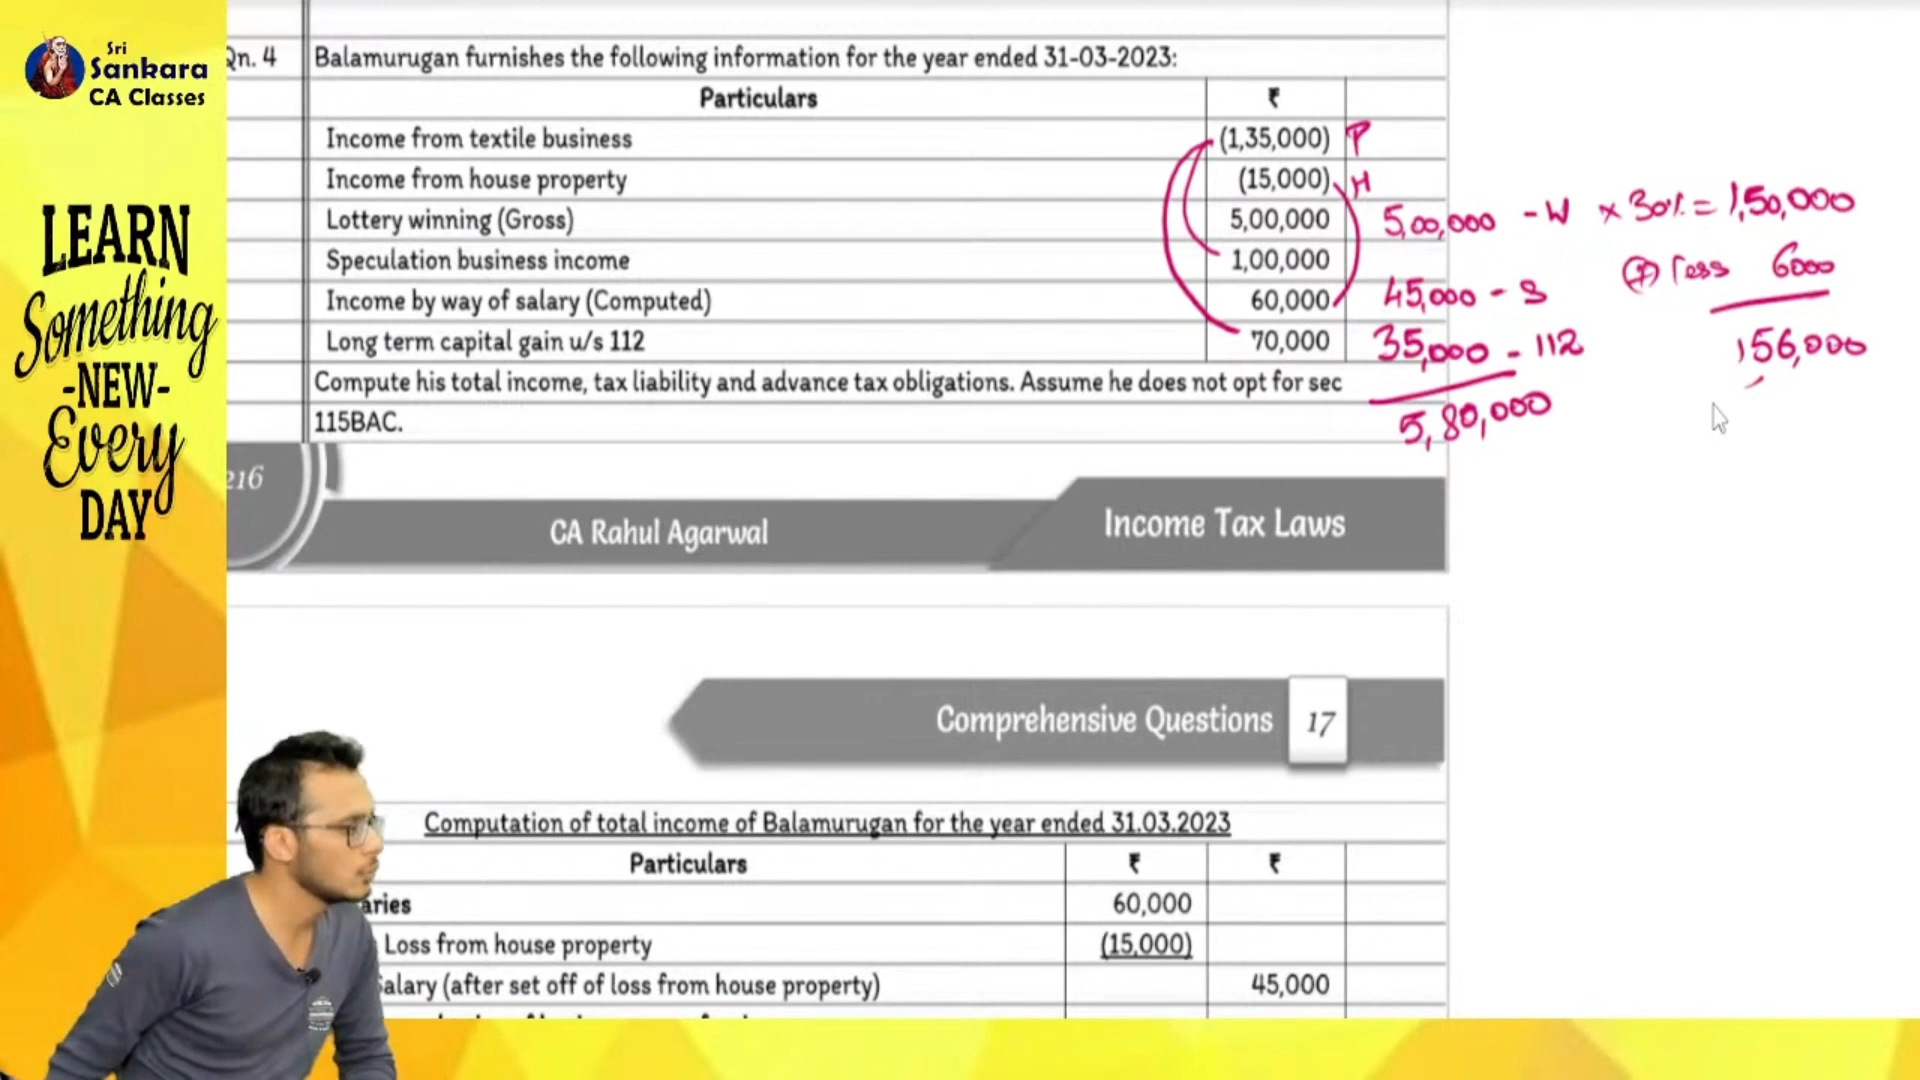 Sri
Sankara
CA Classes
LEARN
Something
-NEW-
Every
DAY
Qn. 4 Balamurugan furnishes the following information for the year ended 31-03-2023:
Particulars ₹
Income from textile business (1,35,000) P
Income from house property (15,000) H
Lottery winning (Gross) 5,00,000 5,00,000 - W × 30% = 1,50,000
Speculation business income 1,00,000 (+) Cess 6000
Income by way of salary (Computed) 60,000 45,000 - S
Long term capital gain u/s 112 70,000 35,000 - 112 156,000
Compute his total income, tax liability and advance tax obligations. Assume he does not opt for sec 5,80,000
115BAC.
216 CA Rahul Agarwal Income Tax Laws
Comprehensive Questions 17
Computation of total income of Balamurugan for the year ended 31.03.2023
Particulars ₹ ₹
aries 60,000
Loss from house property (15,000)
Salary (after set off of loss from house property) 45,000